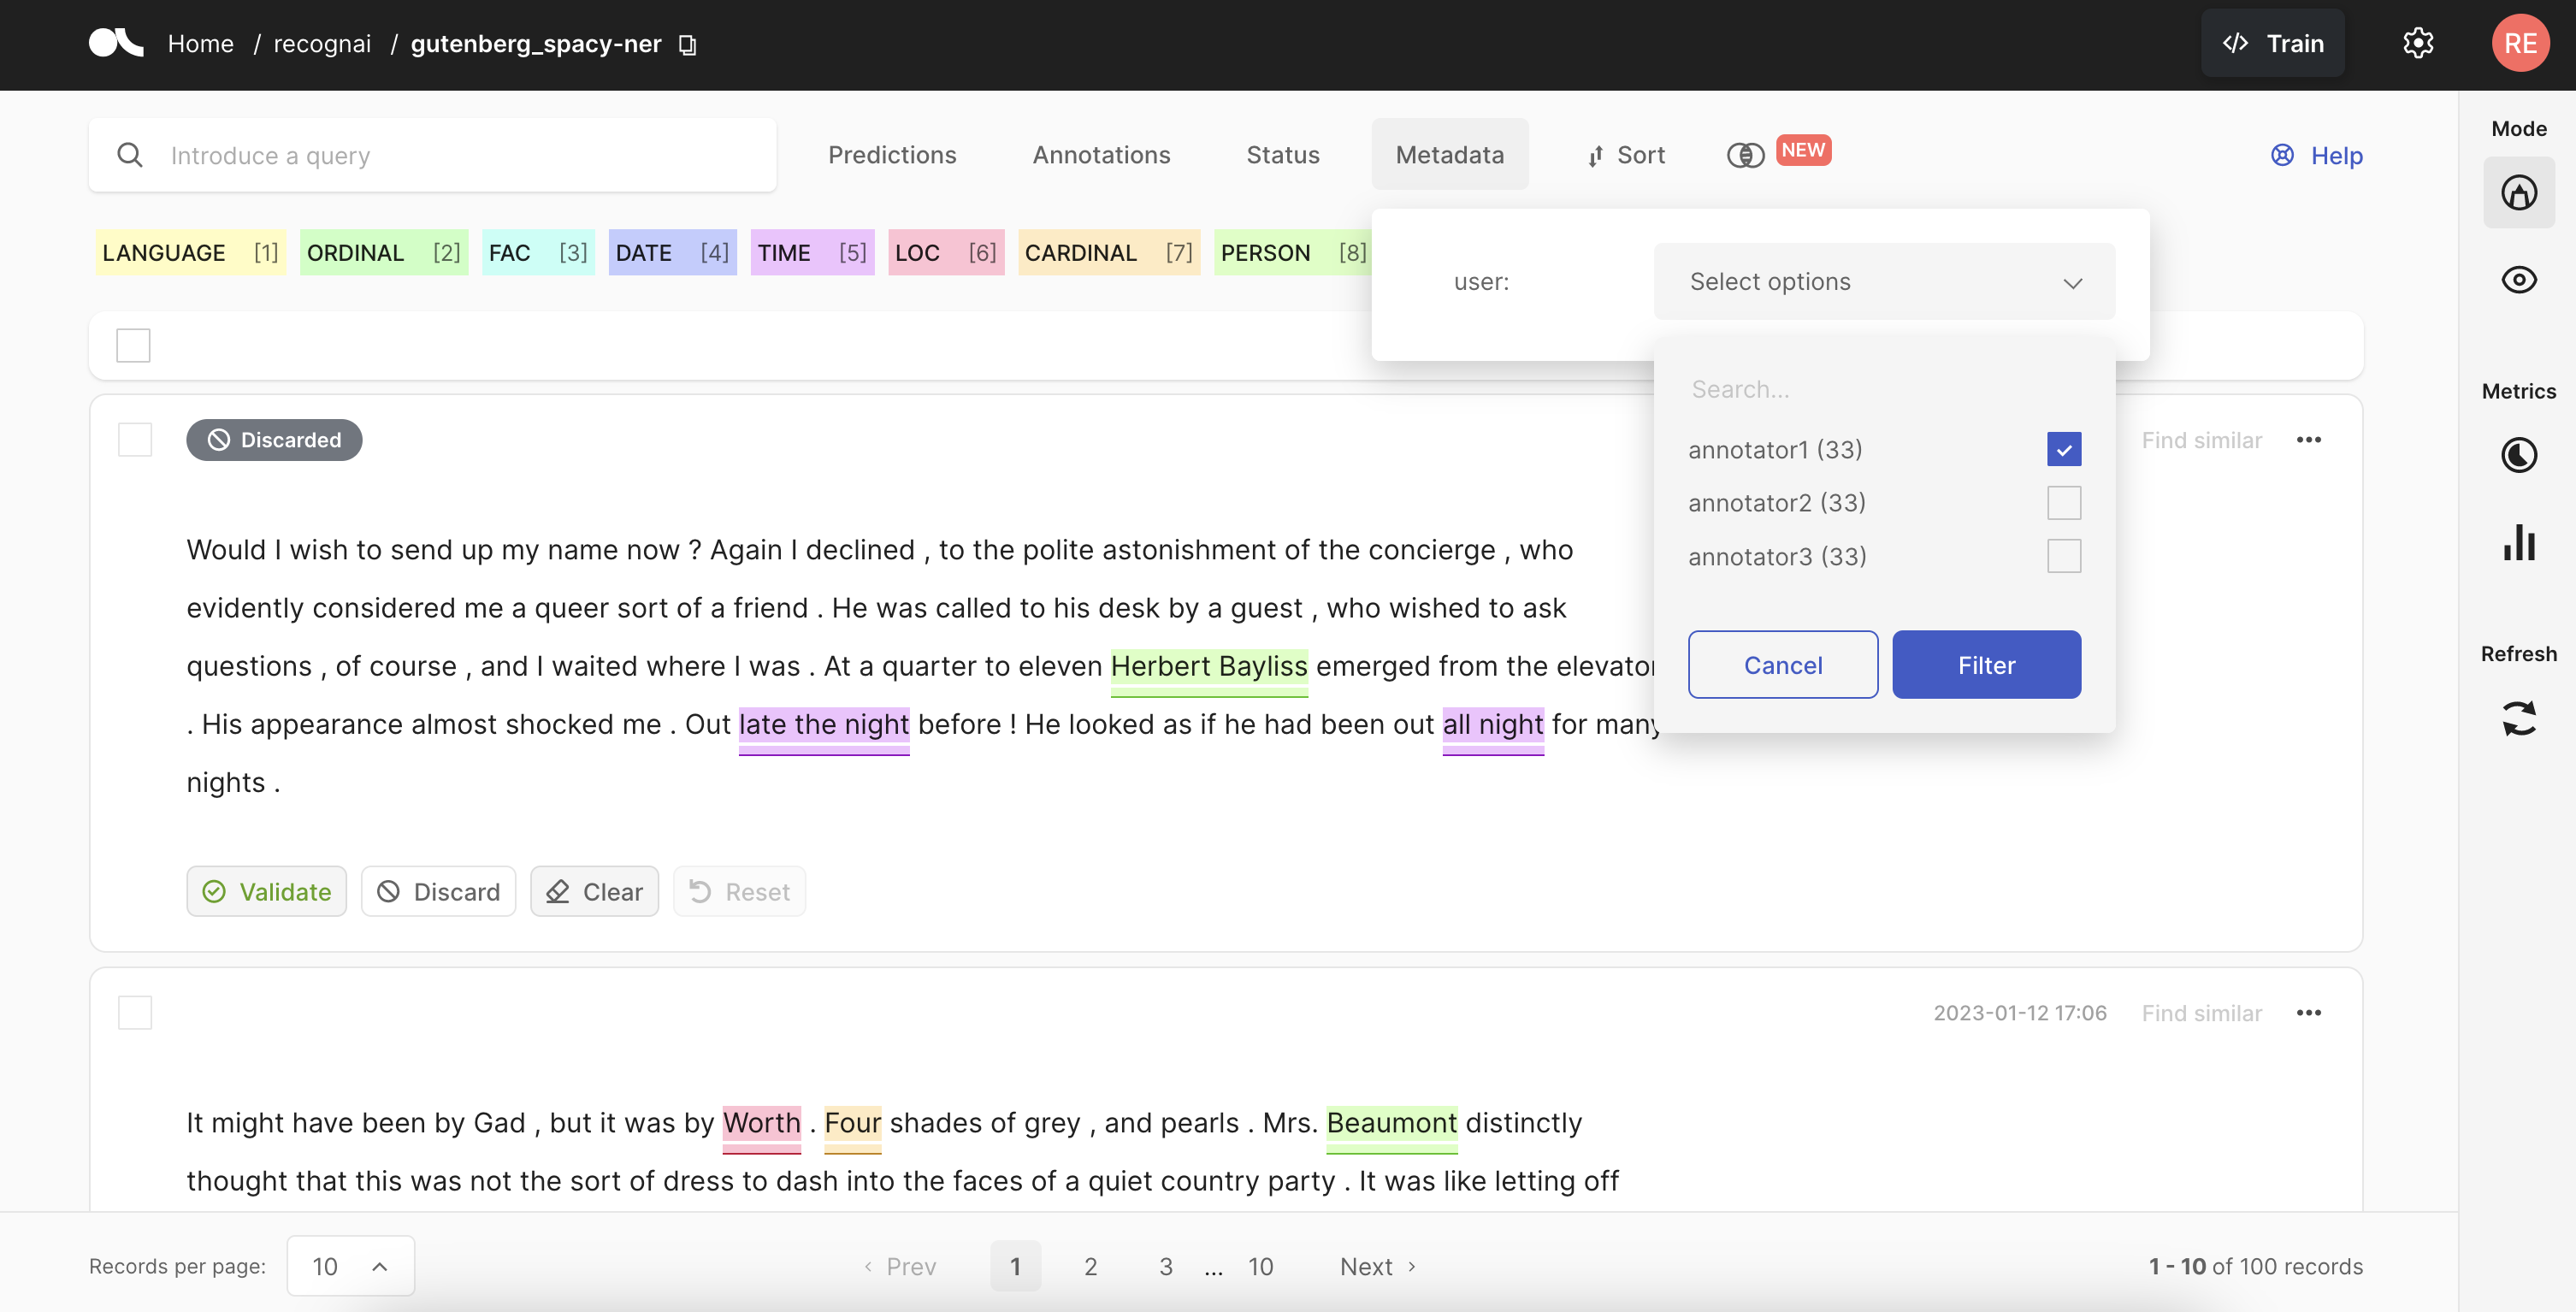 Home / recognai / gutenberg_spacy-ner
Train
RE
Introduce a query
Predictions
Annotations
Status
Metadata
Sort
NEW
Help
Mode
LANGUAGE [1] ORDINAL [2] FAC [3] DATE [4] TIME [5] LOC [6] CARDINAL [7] PERSON [8]
user:
Select options
Search...
annotator1 (33)
annotator2 (33)
annotator3 (33)
Cancel
Filter
Metrics
Refresh
Discarded
Find similar
Would I wish to send up my name now ? Again I declined , to the polite astonishment of the concierge , who
evidently considered me a queer sort of a friend . He was called to his desk by a guest , who wished to ask
questions , of course , and I waited where I was . At a quarter to eleven Herbert Bayliss emerged from the elevator
. His appearance almost shocked me . Out late the night before ! He looked as if he had been out all night for many
nights .
Validate
Discard
Clear
Reset
2023-01-12 17:06
Find similar
It might have been by Gad , but it was by Worth . Four shades of grey , and pearls . Mrs. Beaumont distinctly
thought that this was not the sort of dress to dash into the faces of a quiet country party . It was like letting off
Records per page: 10
‹ Prev 1 2 3 ... 10 Next ›
1 - 10 of 100 records